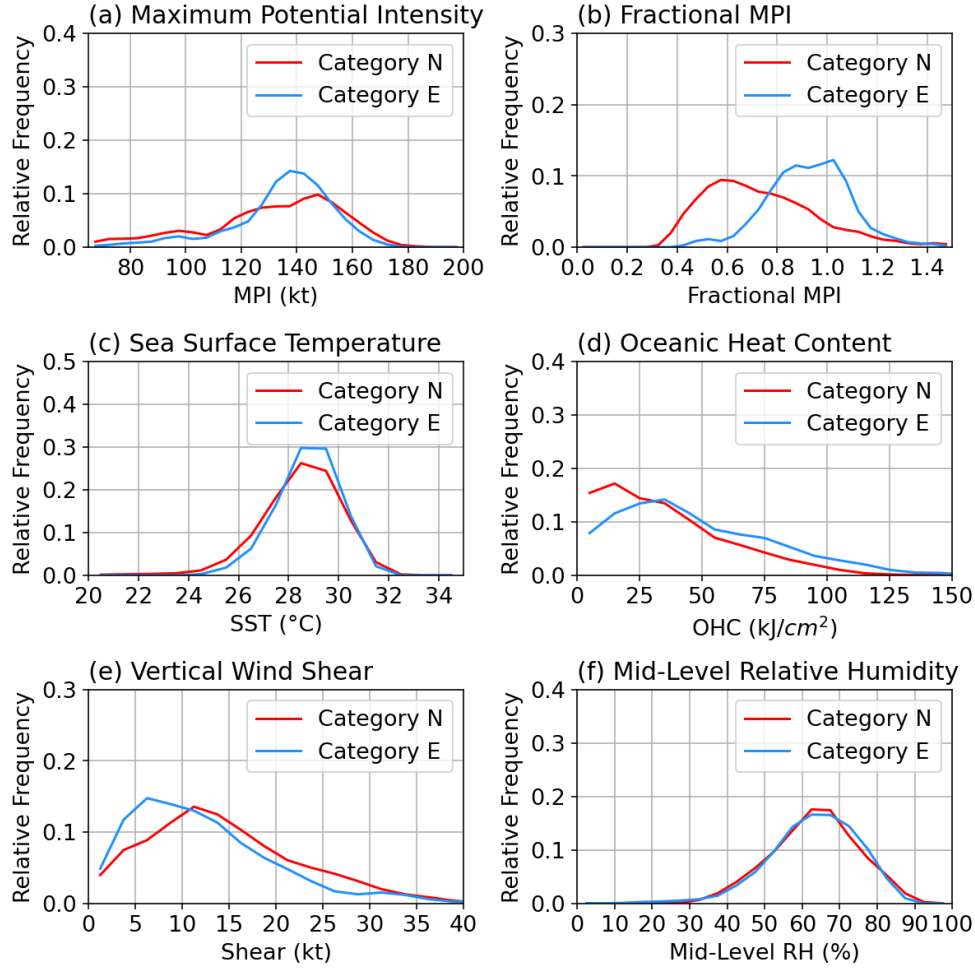 (a) Maximum Potential Intensity
0.4
0.3
0.2
0.1
0.0
Relative Frequency
Category N
Category E
80 100 120 140 160 180 200
MPI (kt)
(b) Fractional MPI
0.3
0.2
0.1
0.0
Relative Frequency
Category N
Category E
0.0 0.2 0.4 0.6 0.8 1.0 1.2 1.4
Fractional MPI
(c) Sea Surface Temperature
0.5
0.4
0.3
0.2
0.1
0.0
Relative Frequency
Category N
Category E
20 22 24 26 28 30 32 34
SST (°C)
(d) Oceanic Heat Content
0.4
0.3
0.2
0.1
0.0
Relative Frequency
Category N
Category E
0 25 50 75 100 125 150
OHC (kJ/cm²)
(e) Vertical Wind Shear
0.3
0.2
0.1
0.0
Relative Frequency
Category N
Category E
0 5 10 15 20 25 30 35 40
Shear (kt)
(f) Mid-Level Relative Humidity
0.4
0.3
0.2
0.1
0.0
Relative Frequency
Category N
Category E
0 10 20 30 40 50 60 70 80 90 100
Mid-Level RH (%)